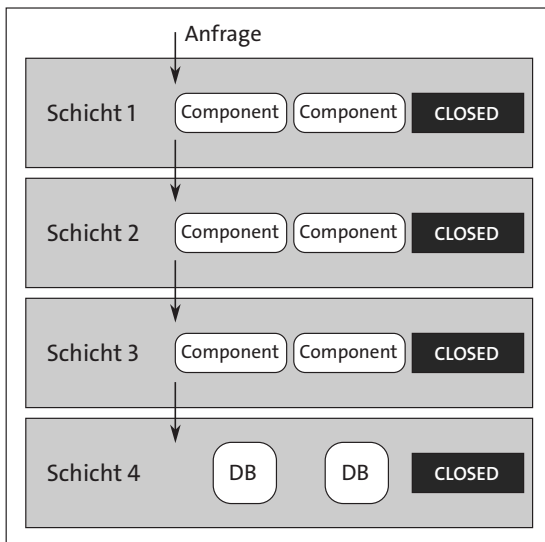 Anfrage
Schicht 1 Component Component CLOSED
Schicht 2 Component Component CLOSED
Schicht 3 Component Component CLOSED
Schicht 4 DB DB CLOSED